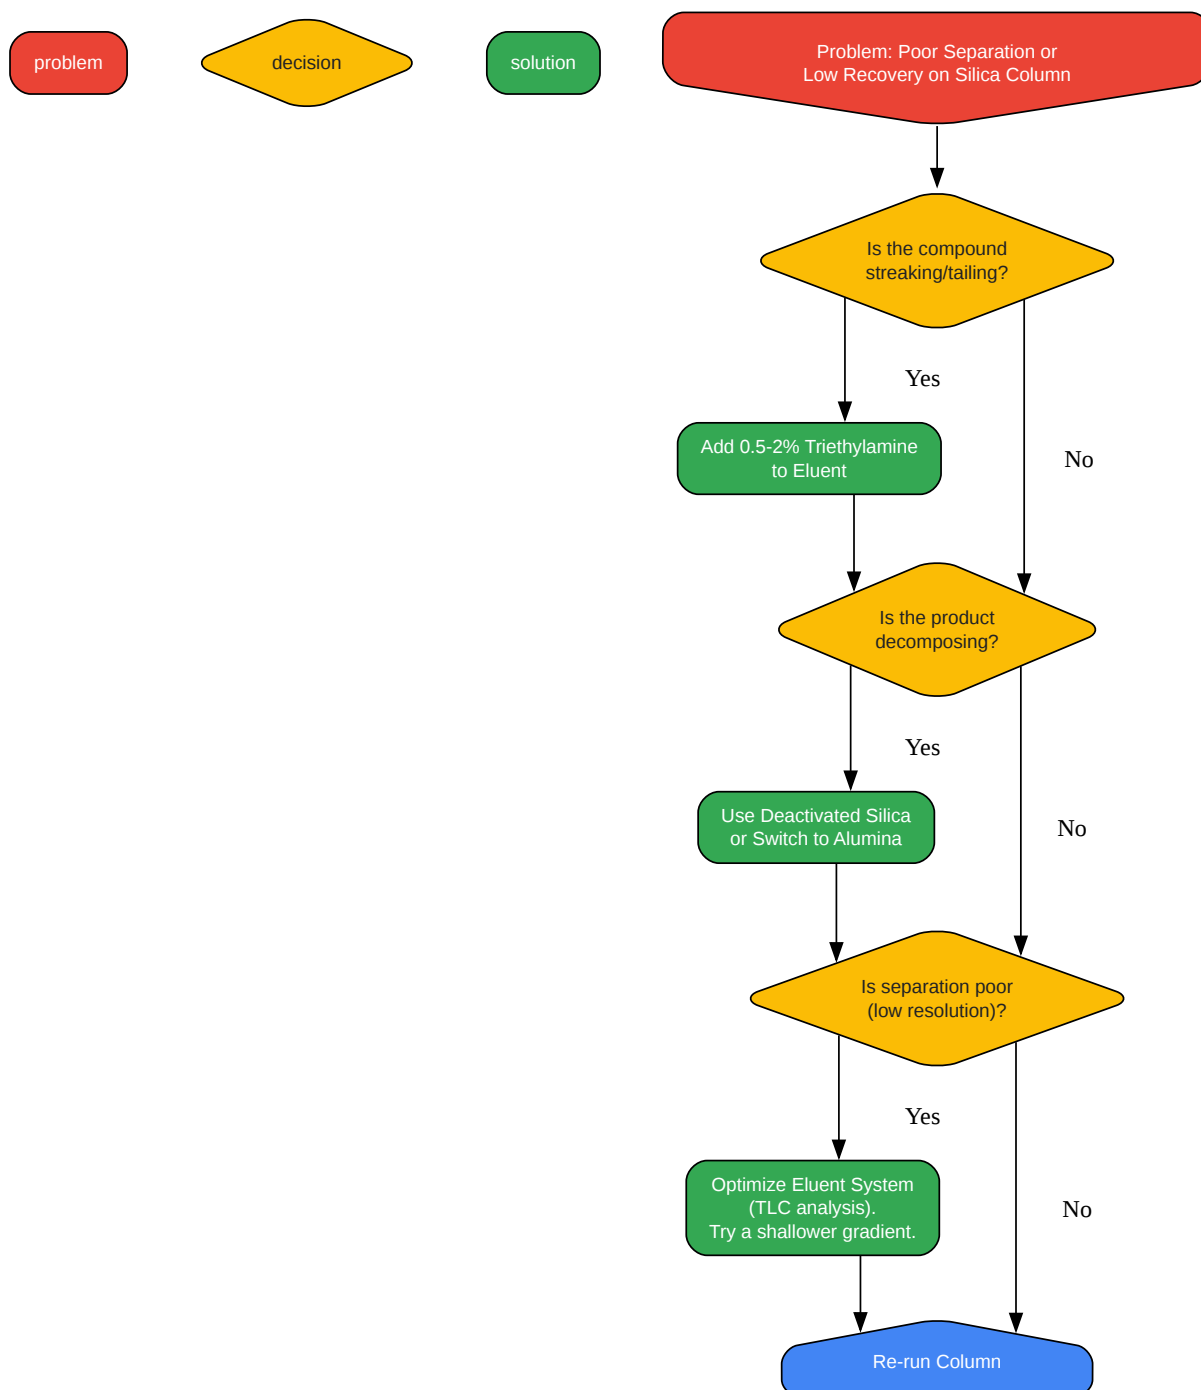 problem
decision
solution
Problem: Poor Separation or
Low Recovery on Silica Column
Is the compound
streaking/tailing?
Yes
No
Add 0.5-2% Triethylamine
to Eluent
Is the product
decomposing?
Yes
No
Use Deactivated Silica
or Switch to Alumina
Is separation poor
(low resolution)?
Yes
No
Optimize Eluent System
(TLC analysis).
Try a shallower gradient.
Re-run Column